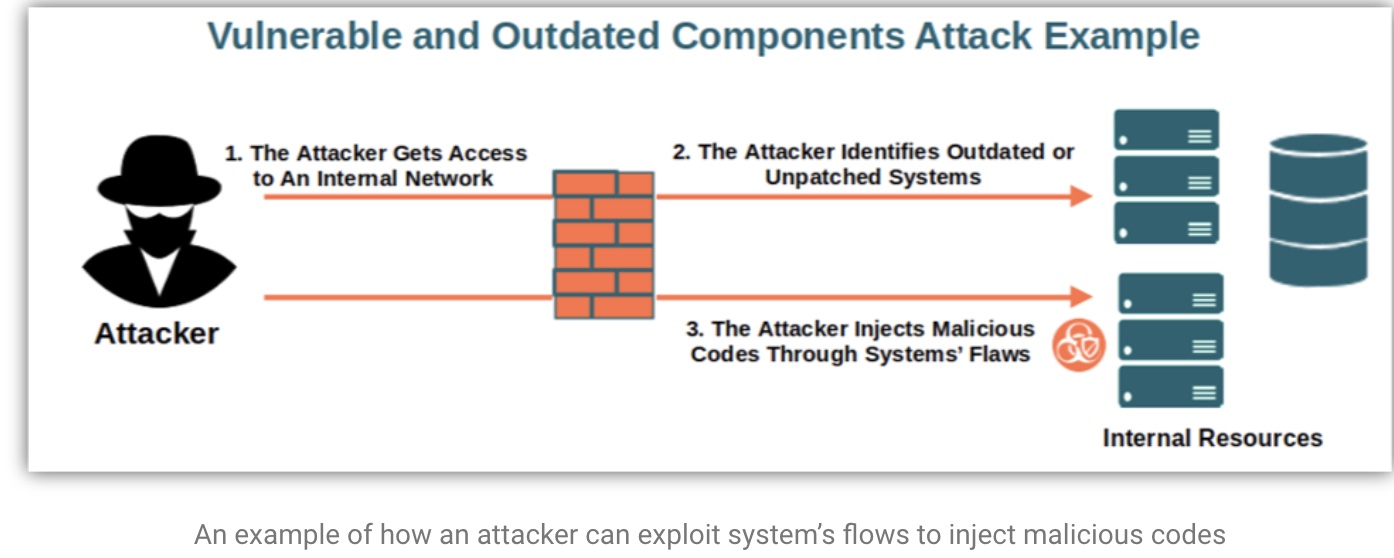 Vulnerable and Outdated Components Attack Example
1. The Attacker Gets Access
to An Internal Network
2. The Attacker Identifies Outdated or
Unpatched Systems
Attacker
3. The Attacker Injects Malicious
Codes Through Systems’ Flaws
Internal Resources
An example of how an attacker can exploit system’s flows to inject malicious codes